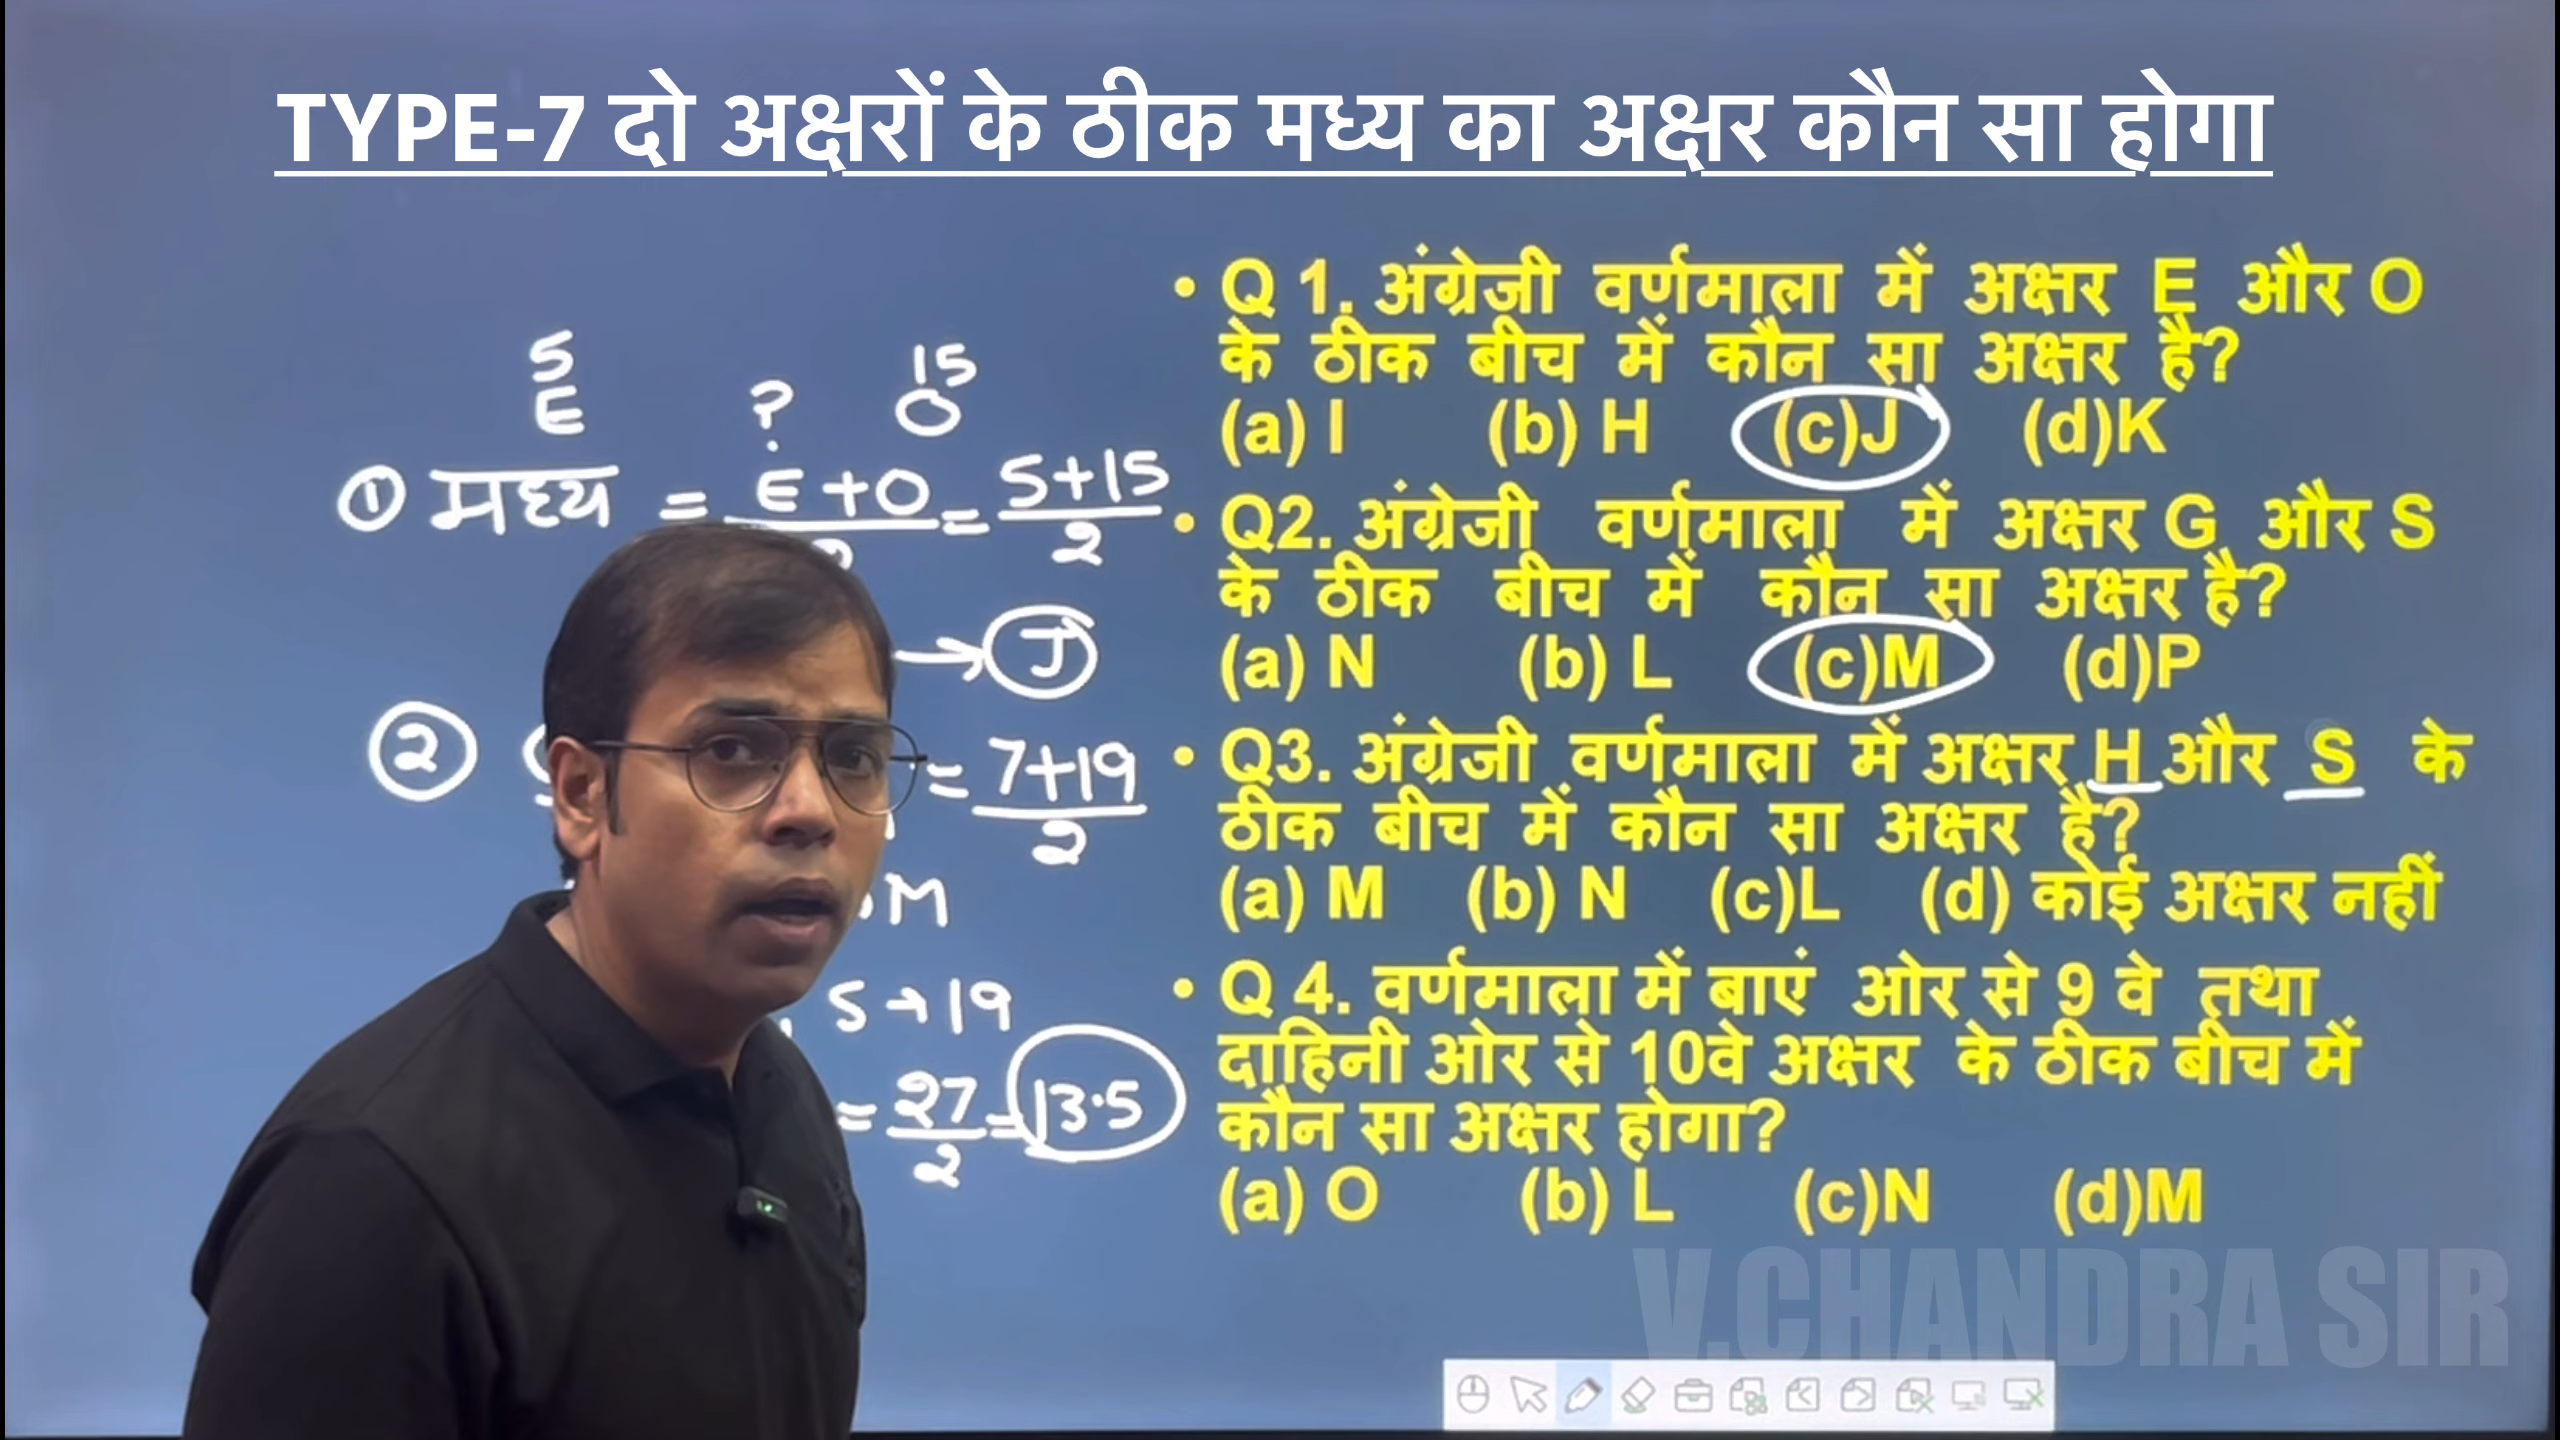 TYPE-7 दो अक्षरों के ठीक मध्य का अक्षर कौन सा होगा
5 15
E ? O
① मध्य = E+O = 5+15
2
→ J
② = 7+19
2
M
S → 19
= 27 = 13.5
2
• Q 1. अंग्रेजी वर्णमाला में अक्षर E और O
के ठीक बीच में कौन सा अक्षर है?
(a) I (b) H (c)J (d)K
• Q2. अंग्रेजी वर्णमाला में अक्षर G और S
के ठीक बीच में कौन सा अक्षर है?
(a) N (b) L (c)M (d)P
• Q3. अंग्रेजी वर्णमाला में अक्षर H और S के
ठीक बीच में कौन सा अक्षर है?
(a) M (b) N (c)L (d) कोई अक्षर नहीं
• Q 4. वर्णमाला में बाएं ओर से 9 वे तथा
दाहिनी ओर से 10वे अक्षर के ठीक बीच में
कौन सा अक्षर होगा?
(a) O (b) L (c)N (d)M
V.CHANDRA SIR